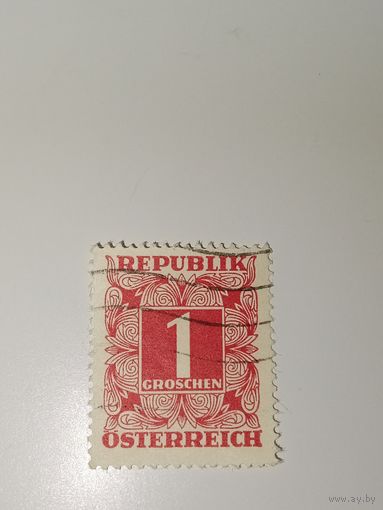 REPUBLIK
1
GROSCHEN
ÖSTERREICH
www.ay.by